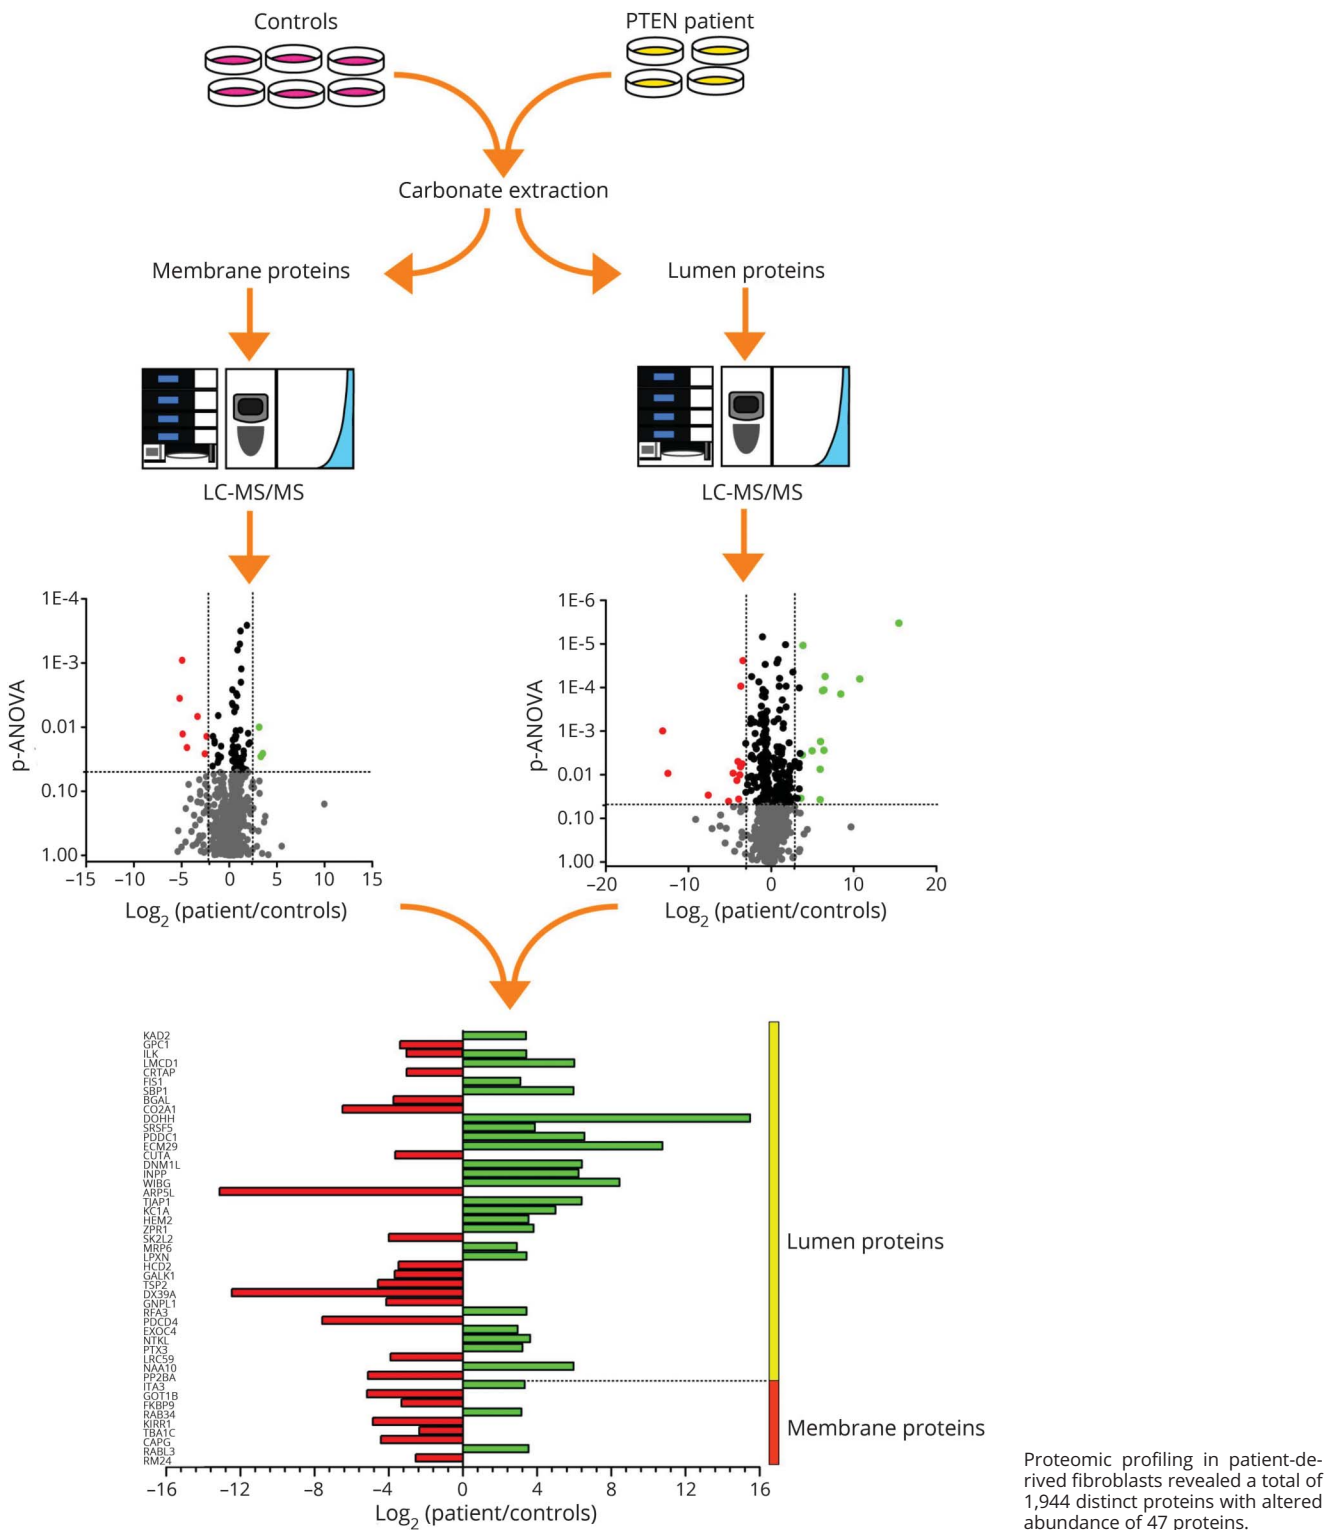 Controls
PTEN patient
Carbonate extraction
Membrane proteins
Lumen proteins
LC-MS/MS
LC-MS/MS
1E-4
1E-3
0.01
0.10
1.00
p-ANOVA
−15 −10 −5 0 5 10 15
Log2 (patient/controls)
1E-6
1E-5
1E-4
1E-3
0.01
0.10
1.00
p-ANOVA
−20 −10 0 10 20
Log2 (patient/controls)
KAD2
GPC1
ILK
LMCD1
CRTAP
FIS1
SBP1
BGAL
CO2A1
DOHH
SRSF5
PDDC1
ECM29
CUTA
DNM1L
INPP
WIBG
ARP5L
TJAP1
KC1A
HEM2
ZPR1
SK2L2
MRP6
LPXN
HCD2
GALK1
TSP2
DX39A
GNPL1
RFA3
PDCD4
EXOC4
NTKL
PTX3
LRC59
NAA10
PP2BA
ITA3
GOT1B
FKBP9
RAB34
KIRR1
TBA1C
CAPG
RABL3
RM24
Lumen proteins
Membrane proteins
−16 −12 −8 −4 0 4 8 12 16
Log2 (patient/controls)
Proteomic profiling in patient-de-
rived fibroblasts revealed a total of
1,944 distinct proteins with altered
abundance of 47 proteins.